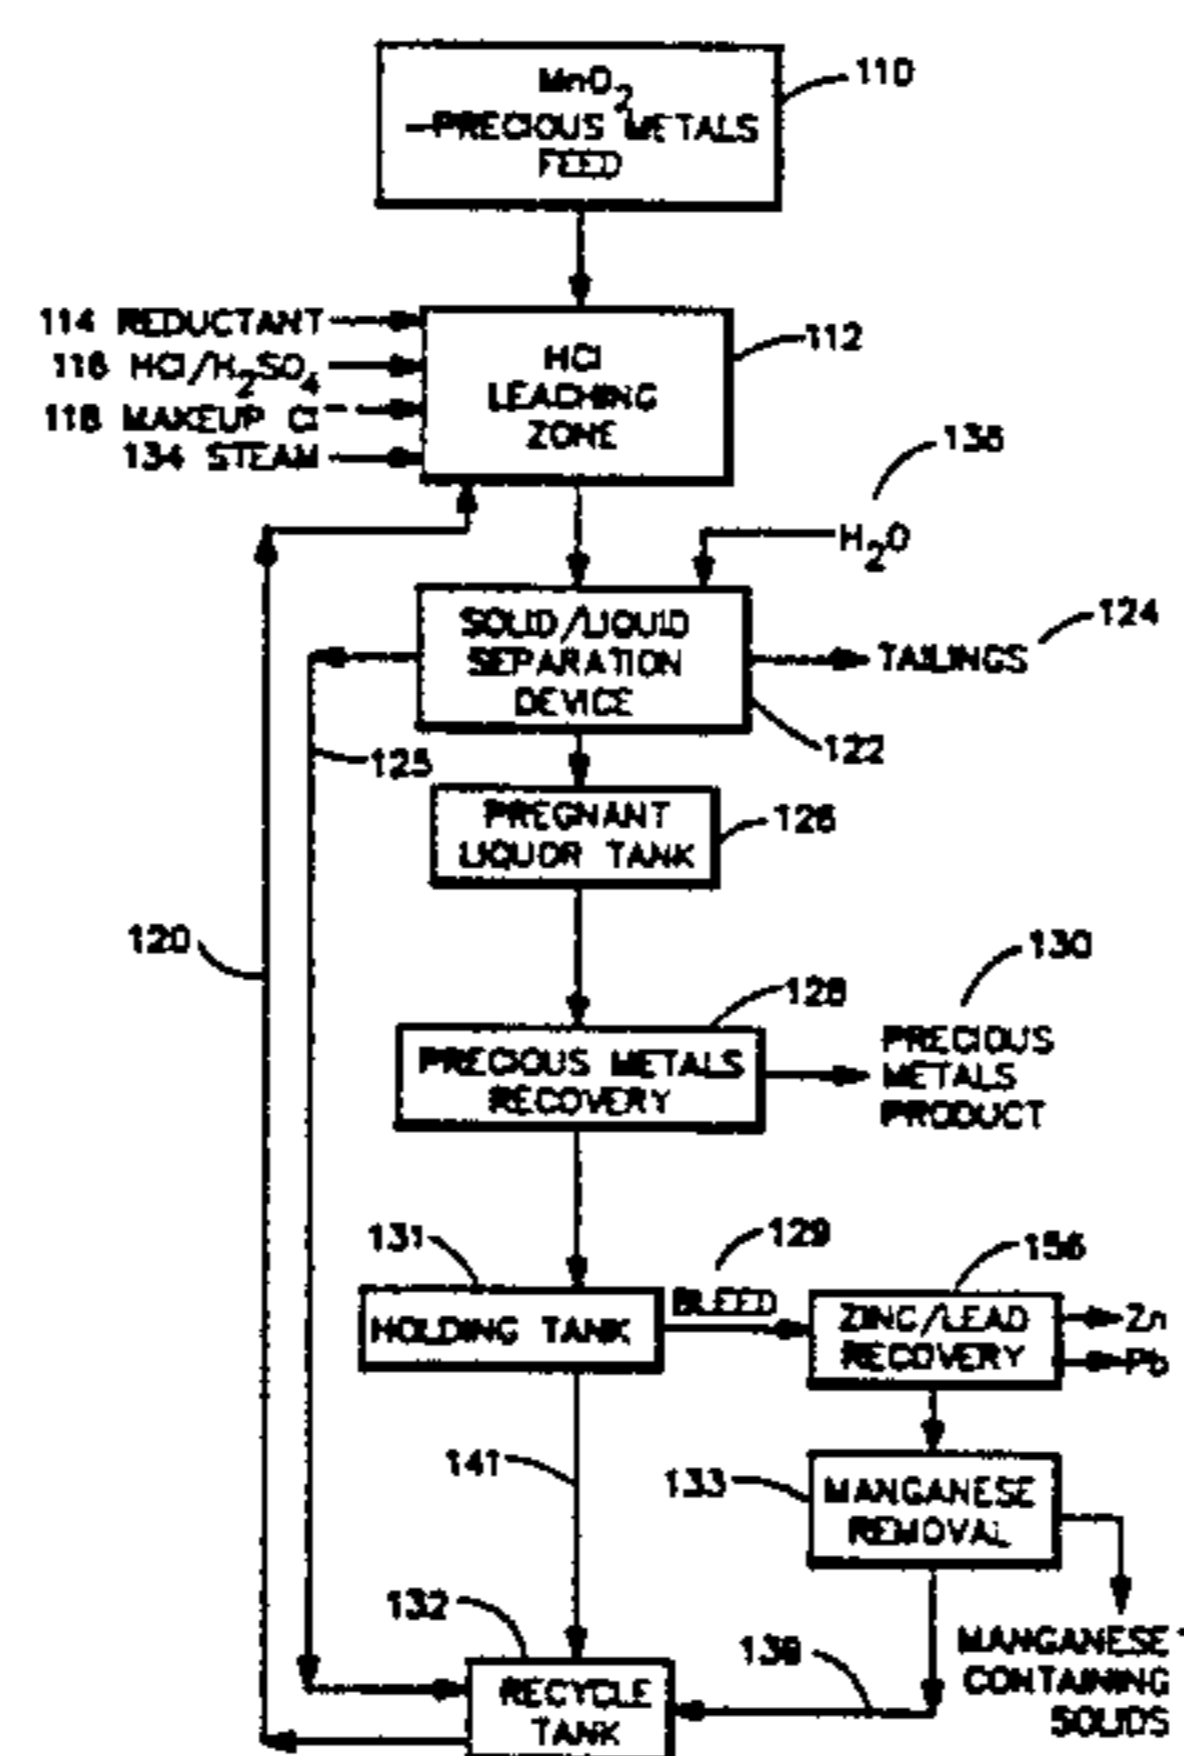 MnO2
-PRECIOUS METALS
FEED
110
114 REDUCTANT
116 HCl/H2SO4
118 MAKEUP Cl-
134 STEAM
HCl
LEACHING
ZONE
112
136
H2O
SOLID/LIQUID
SEPARATION
DEVICE
124
TAILINGS
122
125
PREGNANT
LIQUOR TANK
126
120
128
130
PRECIOUS METALS
RECOVERY
PRECIOUS
METALS
PRODUCT
131
129
156
HOLDING TANK
BLEED
ZINC/LEAD
RECOVERY
Zn
Pb
141
133
MANGANESE
REMOVAL
132
139
MANGANESE
CONTAINING
SOLIDS
RECYCLE
TANK